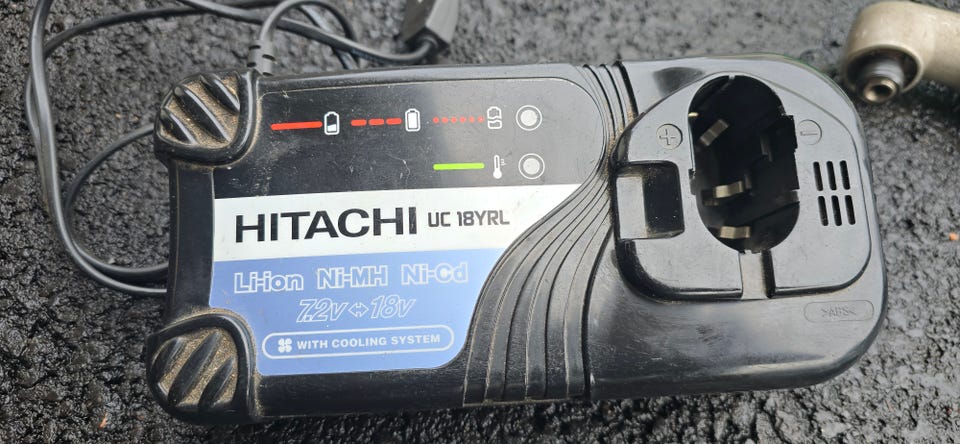 HITACHI UC 18YRL
Li-ion Ni-MH Ni-Cd
7.2V↔18V
WITH COOLING SYSTEM
+
−
>ABS<